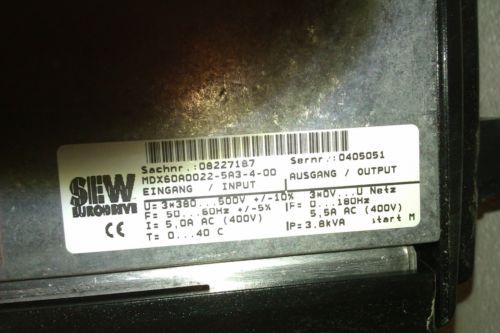 Sachnr.:08227187 Sernr.:0405051
MDX60A0022-5A3-4-00
SEW
EURODRIVE
CE
EINGANG / INPUT AUSGANG / OUTPUT
U= 3*380...500V +/-10% 3*0V...U Netz
F= 50...60Hz +/-5% F= 0...180Hz
I= 5,0A AC (400V) 5,5A AC (400V)
T= 0...40 C P= 3.8kVA start M